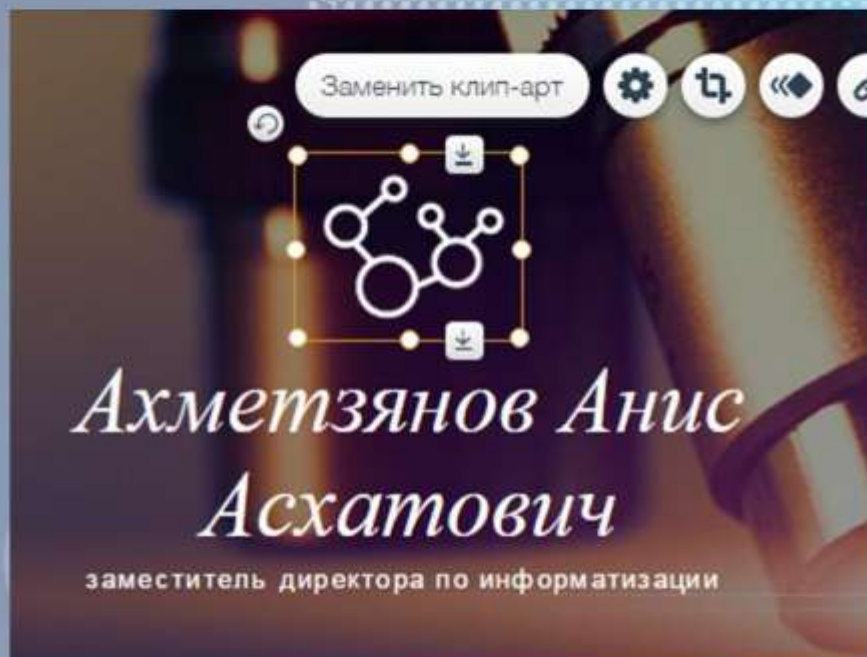 Заменить клип-арт
Ахметзянов Анис
Асхатович
заместитель директора по информатизации